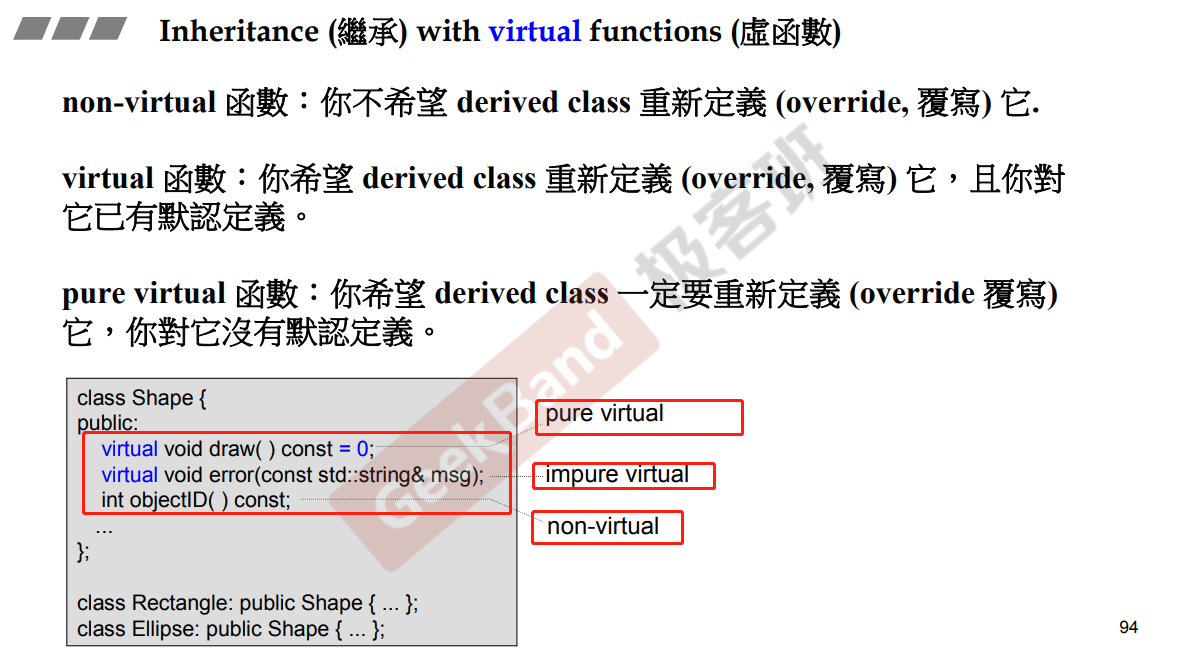 Inheritance (繼承) with virtual functions (虛函數)
non-virtual 函數：你不希望 derived class 重新定義 (override, 覆寫) 它.
virtual 函數：你希望 derived class 重新定義 (override, 覆寫) 它，且你對
它已有默認定義。
pure virtual 函數：你希望 derived class 一定要重新定義 (override 覆寫)
它，你對它沒有默認定義。
class Shape {
public:
virtual void draw( ) const = 0;
pure virtual
virtual void error(const std::string& msg);
impure virtual
int objectID( ) const;
non-virtual
...
};
class Rectangle: public Shape { ... };
class Ellipse: public Shape { ... };
GeekBand 极客班
94